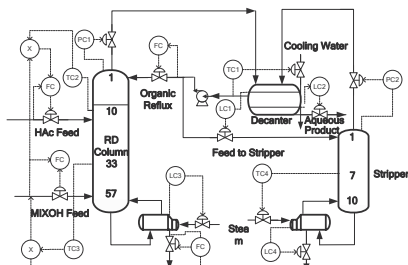 PC1
1
X
FC
TC2
10
HAc Feed
RD
Column
33
FC
57
MIXOH Feed
X
TC3
FC
Organic
Reflux
TC1
LC1
Cooling Water
LC2
Decanter
Aqueous
Product
PC2
Feed to Stripper
1
7
10
Stripper
TC4
LC3
FC
Stea
m
LC4